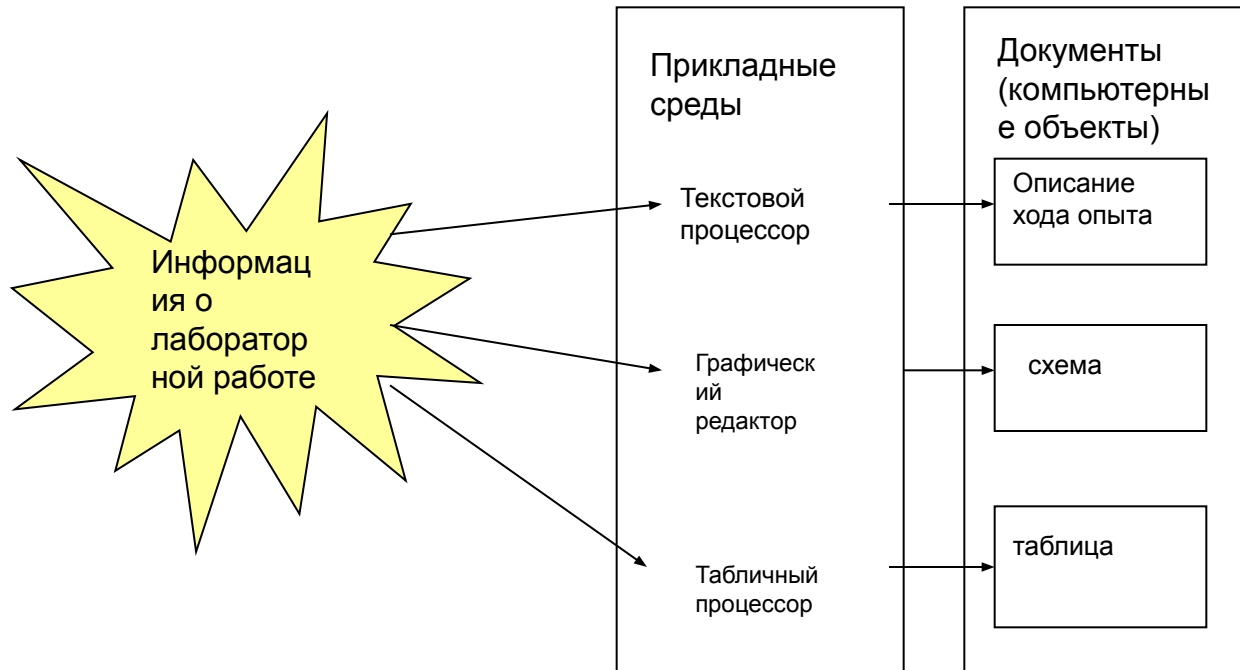 Информац
ия о
лаборатор
ной работе
Прикладные
среды
Текстовой
процессор
Графическ
ий
редактор
Табличный
процессор
Документы
(компьютерны
е объекты)
Описание
хода опыта
схема
таблица